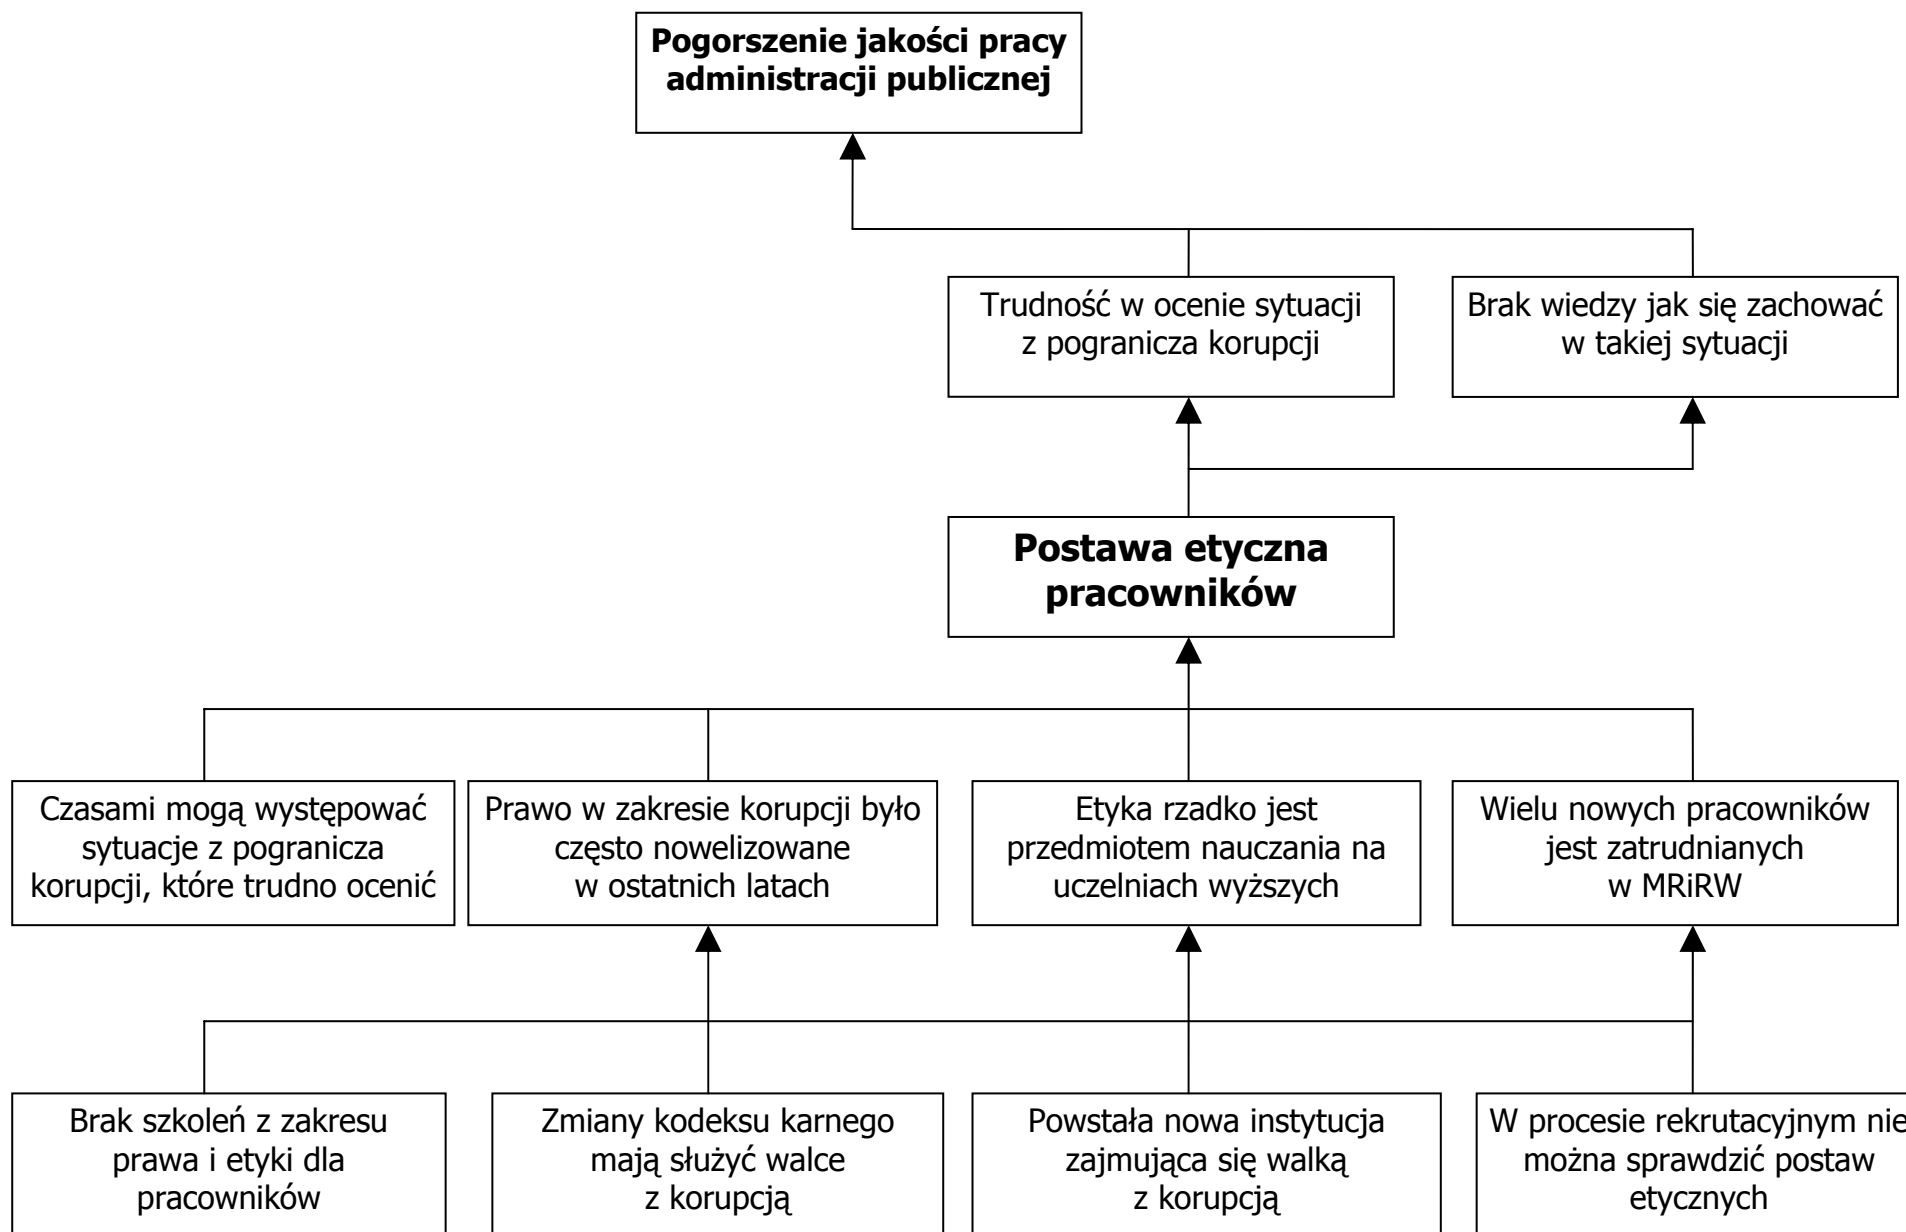 Pogorszenie jakości pracy
administracji publicznej
Trudność w ocenie sytuacji
z pogranicza korupcji
Brak wiedzy jak się zachować
w takiej sytuacji
Postawa etyczna
pracowników
Czasami mogą występować
sytuacje z pogranicza
korupcji, które trudno ocenić
Prawo w zakresie korupcji było
często nowelizowane
w ostatnich latach
Etyka rzadko jest
przedmiotem nauczania na
uczelniach wyższych
Wielu nowych pracowników
jest zatrudnianych
w MRiRW
Brak szkoleń z zakresu
prawa i etyki dla
pracowników
Zmiany kodeksu karnego
mają służyć walce
z korupcją
Powstała nowa instytucja
zajmująca się walką
z korupcją
W procesie rekrutacyjnym nie
można sprawdzić postaw
etycznych